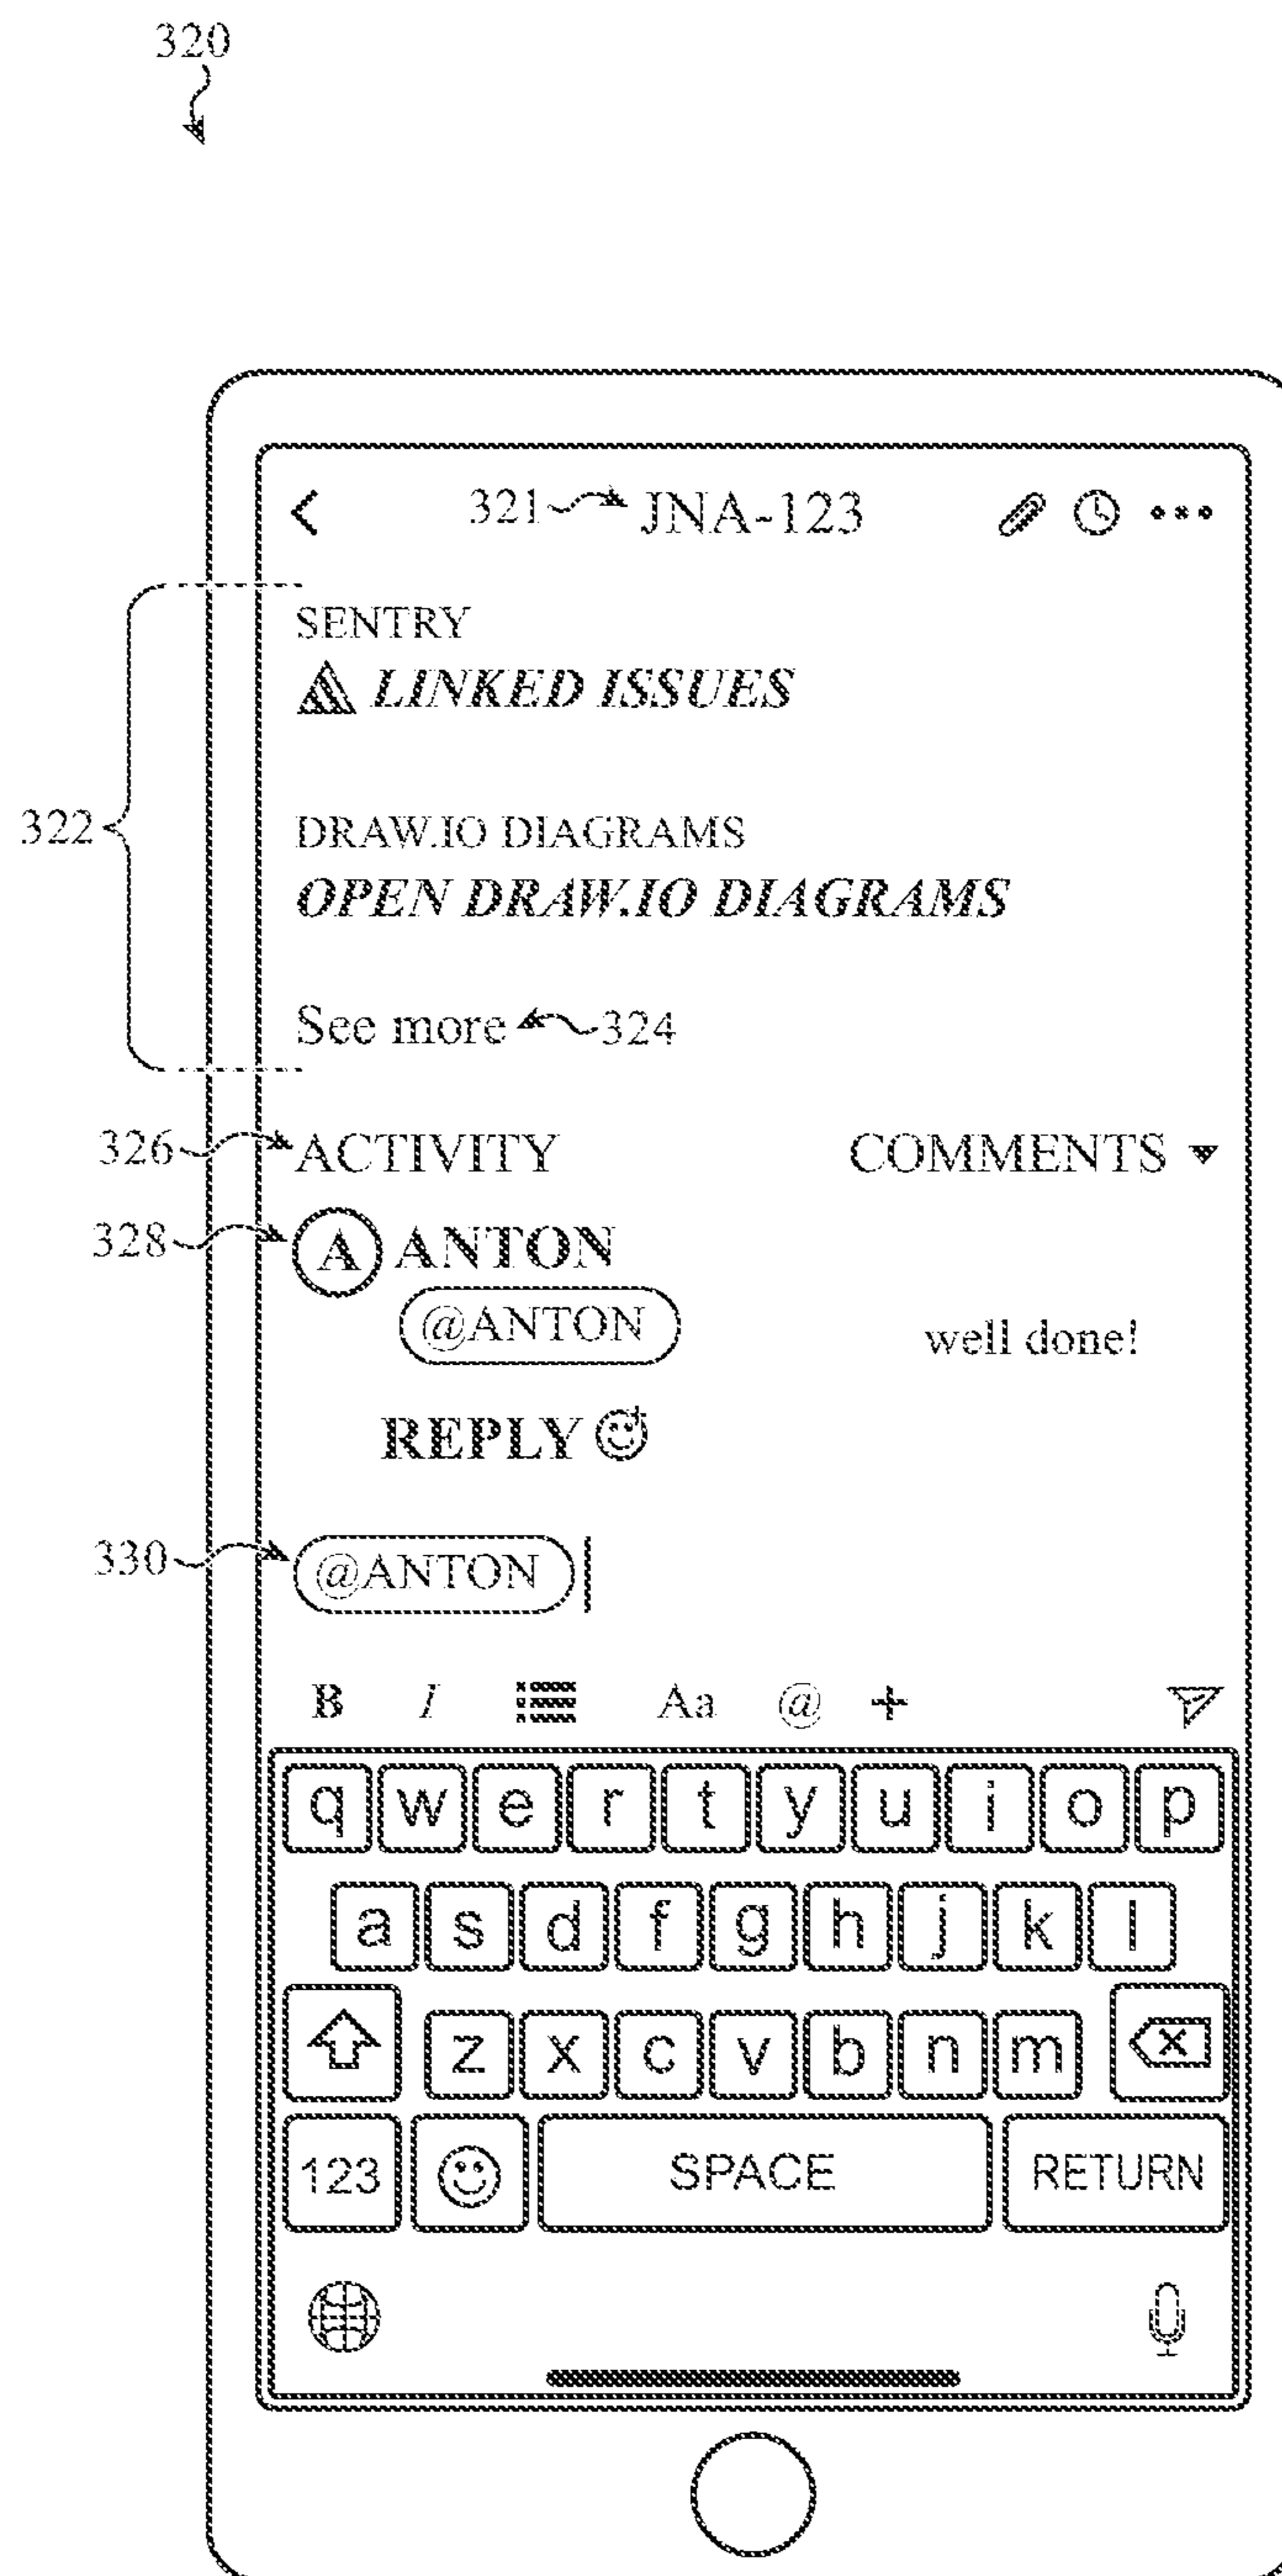 320
321 JNA-123
SENTRY
LINKED ISSUES
322
DRAW.IO DIAGRAMS
OPEN DRAW.IO DIAGRAMS
See more 324
326 ACTIVITY COMMENTS
328 A ANTON
@ANTON well done!
REPLY
330 @ANTON
B I Aa @ +
q w e r t y u i o p
a s d f g h j k l
z x c v b n m
123 SPACE RETURN